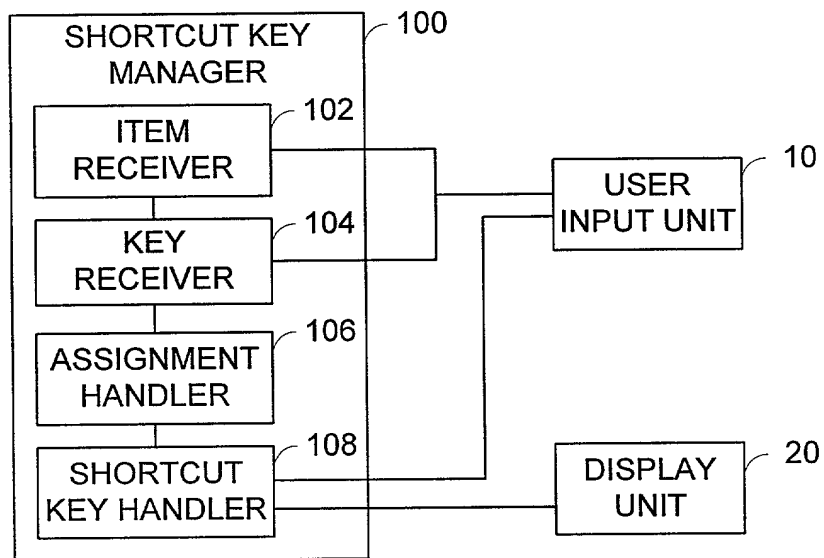 SHORTCUT KEY
MANAGER
100
102
ITEM
RECEIVER
104
KEY
RECEIVER
106
ASSIGNMENT
HANDLER
108
SHORTCUT
KEY HANDLER
10
USER
INPUT UNIT
20
DISPLAY
UNIT